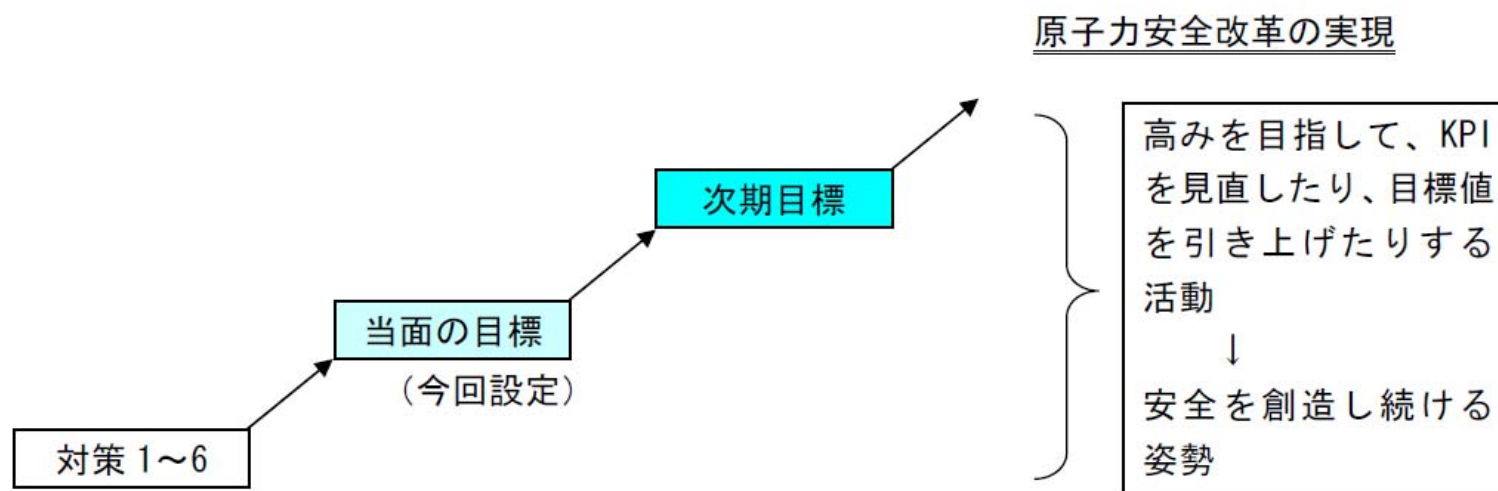 原子力安全改革の実現
高みを目指して、KPI
を見直したり、目標値
を引き上げたりする
活動
↓
安全を創造し続ける
姿勢
次期目標
当面の目標
（今回設定）
対策 1～6